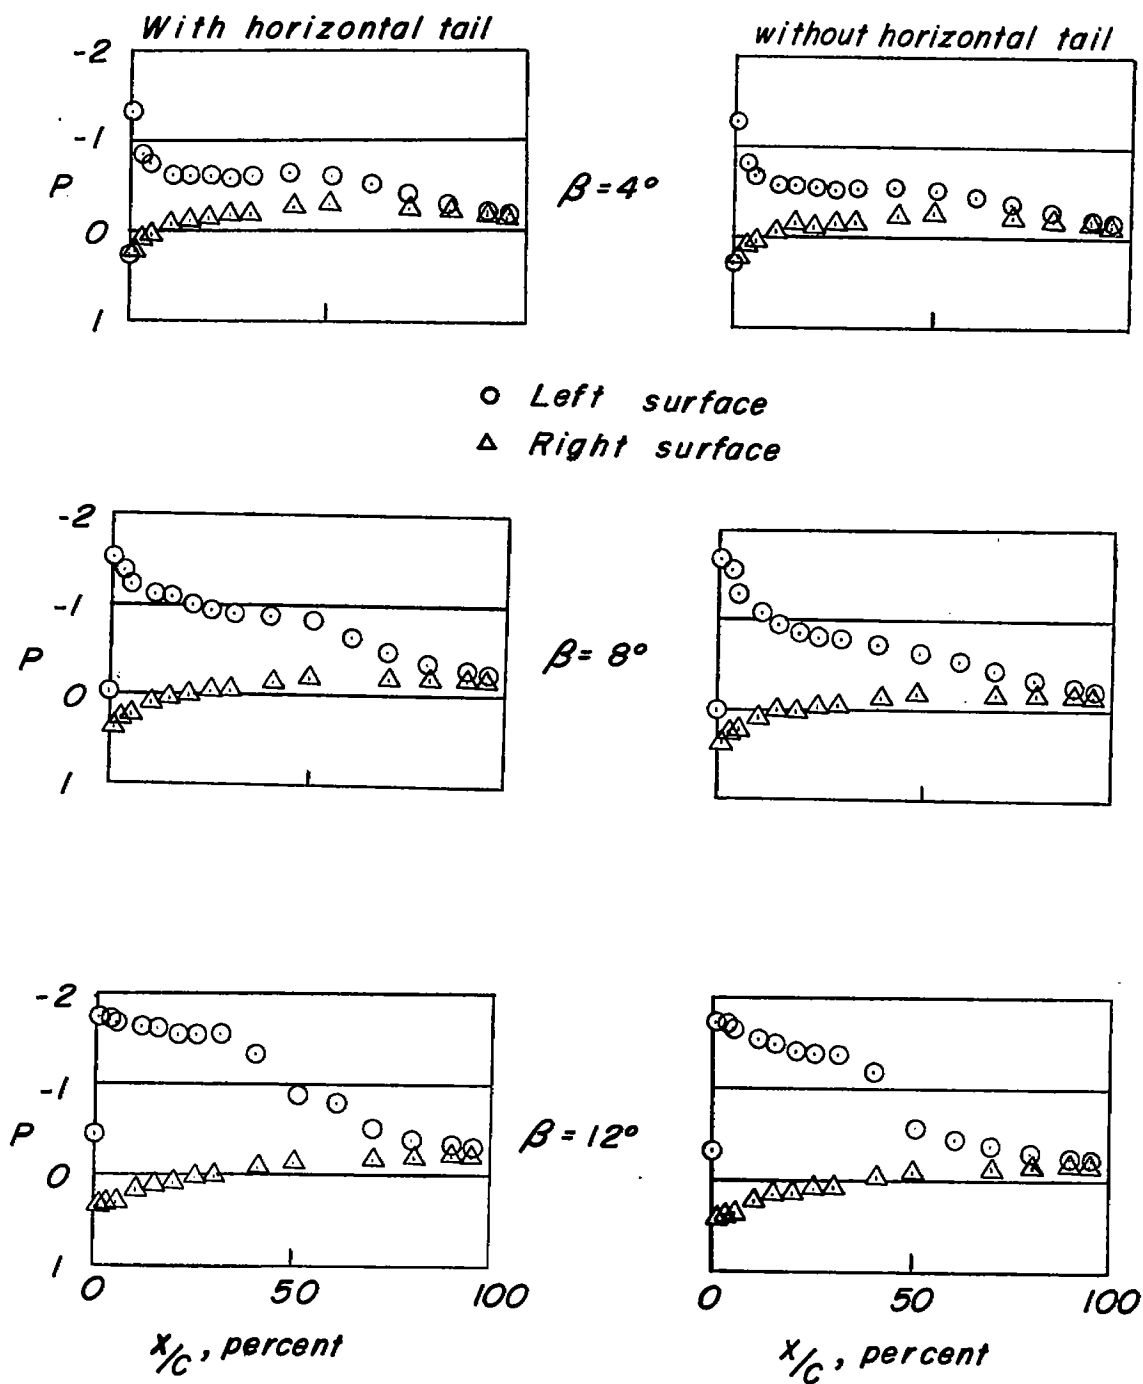 With horizontal tail
without horizontal tail
-2
-1
P
0
1
β = 4°
Left surface
Right surface
-2
-1
P
0
1
β = 8°
-2
-1
P
0
1
β = 12°
0 50 100
0 50 100
x/c, percent
x/c, percent